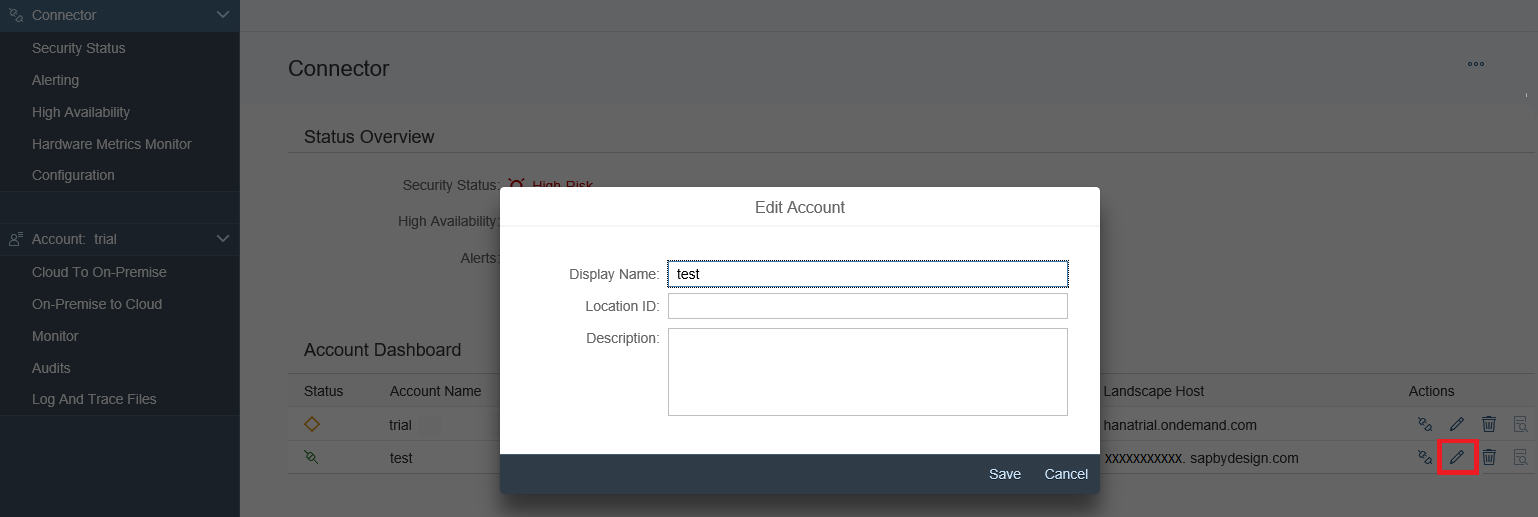 Connector
Security Status
Alerting
High Availability
Hardware Metrics Monitor
Configuration
Account: trial
Cloud To On-Premise
On-Premise to Cloud
Monitor
Audits
Log And Trace Files
Connector
Status Overview
Security Status: High Risk
High Availability:
Alerts:
Edit Account
Display Name: test
Location ID:
Description:
Save Cancel
Account Dashboard
Status Account Name Landscape Host Actions
trial hanatrial.ondemand.com
test XXXXXXXXXXX. sapbydesign.com